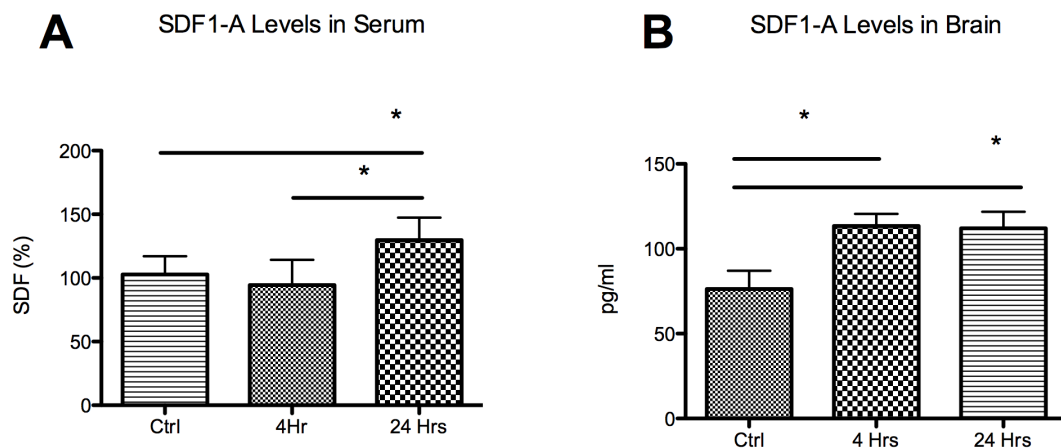 A
SDF1-A Levels in Serum
*
*
SDF (%)
200
150
100
50
0
Ctrl
4Hr
24 Hrs
B
SDF1-A Levels in Brain
*
*
pg/ml
150
100
50
0
Ctrl
4 Hrs
24 Hrs